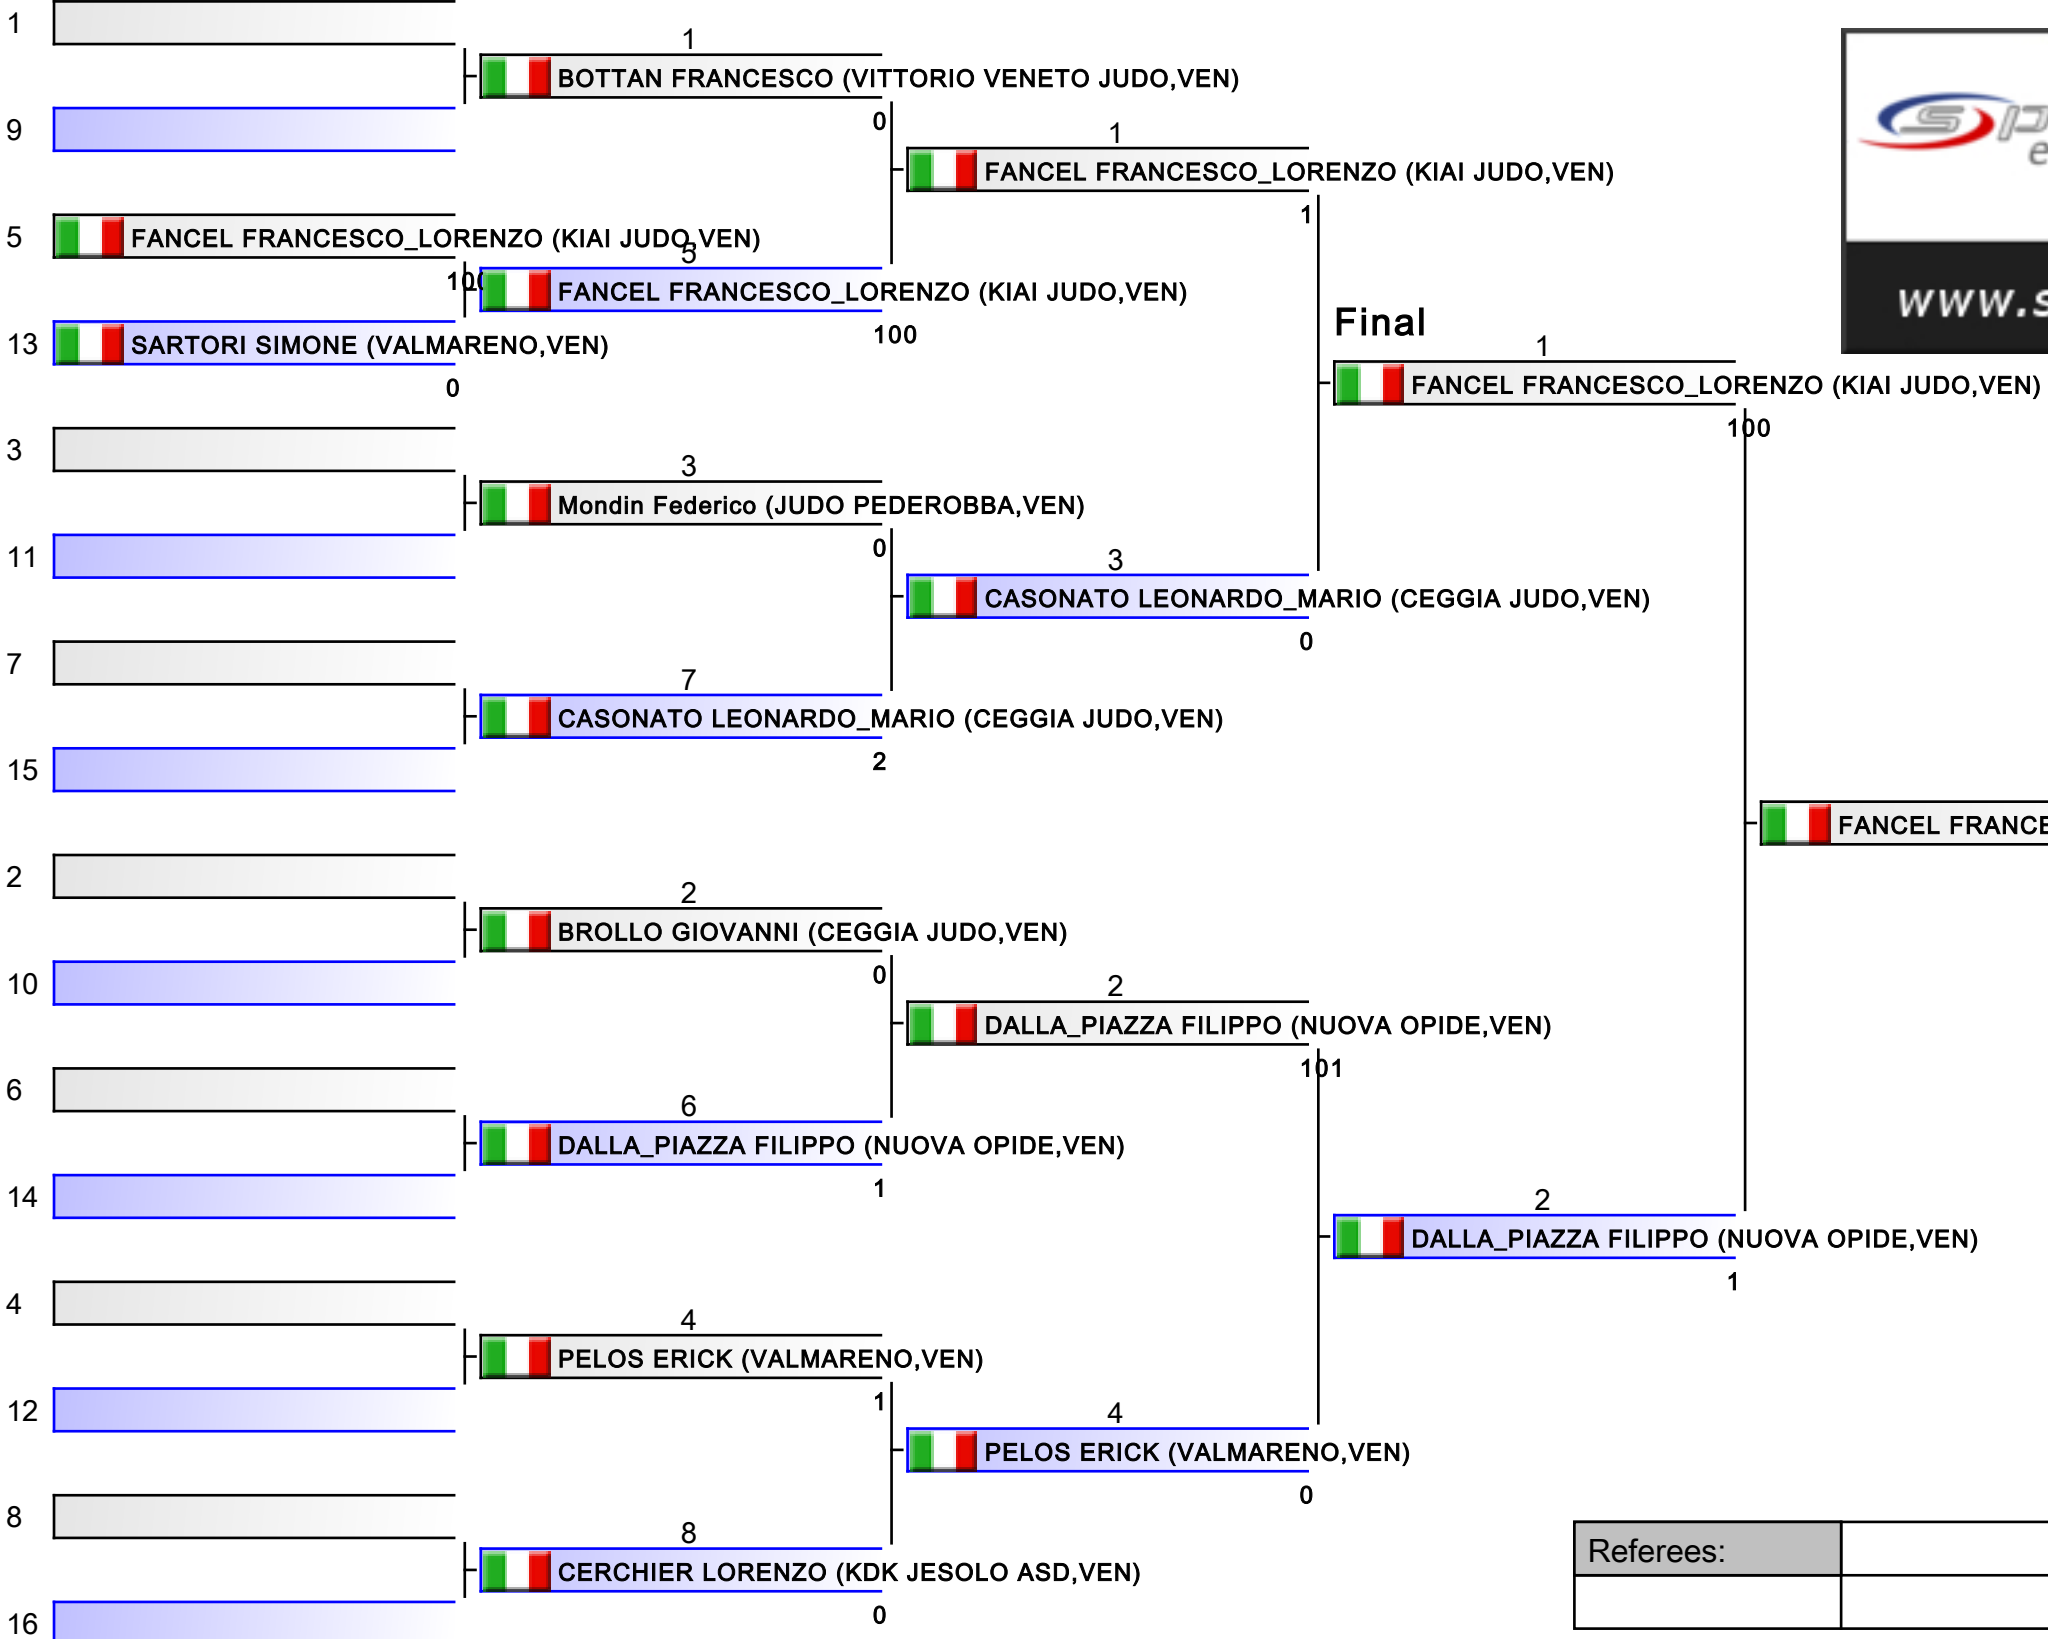 1
1
BOTTAN FRANCESCO (VITTORIO VENETO JUDO,VEN)
0
9
1
FANCEL FRANCESCO_LORENZO (KIAI JUDO,VEN)
1
5
FANCEL FRANCESCO_LORENZO (KIAI JUDO,VEN)
100
5
FANCEL FRANCESCO_LORENZO (KIAI JUDO,VEN)
100
13
SARTORI SIMONE (VALMARENO,VEN)
0
www.s
Final
1
FANCEL FRANCESCO_LORENZO (KIAI JUDO,VEN)
100
3
3
Mondin Federico (JUDO PEDEROBBA,VEN)
0
11
3
CASONATO LEONARDO_MARIO (CEGGIA JUDO,VEN)
0
7
7
CASONATO LEONARDO_MARIO (CEGGIA JUDO,VEN)
2
15
FANCEL FRANCE
2
2
BROLLO GIOVANNI (CEGGIA JUDO,VEN)
0
10
2
DALLA_PIAZZA FILIPPO (NUOVA OPIDE,VEN)
101
6
6
DALLA_PIAZZA FILIPPO (NUOVA OPIDE,VEN)
1
14
2
DALLA_PIAZZA FILIPPO (NUOVA OPIDE,VEN)
1
4
4
PELOS ERICK (VALMARENO,VEN)
1
12
4
PELOS ERICK (VALMARENO,VEN)
0
8
8
CERCHIER LORENZO (KDK JESOLO ASD,VEN)
0
16
Referees: